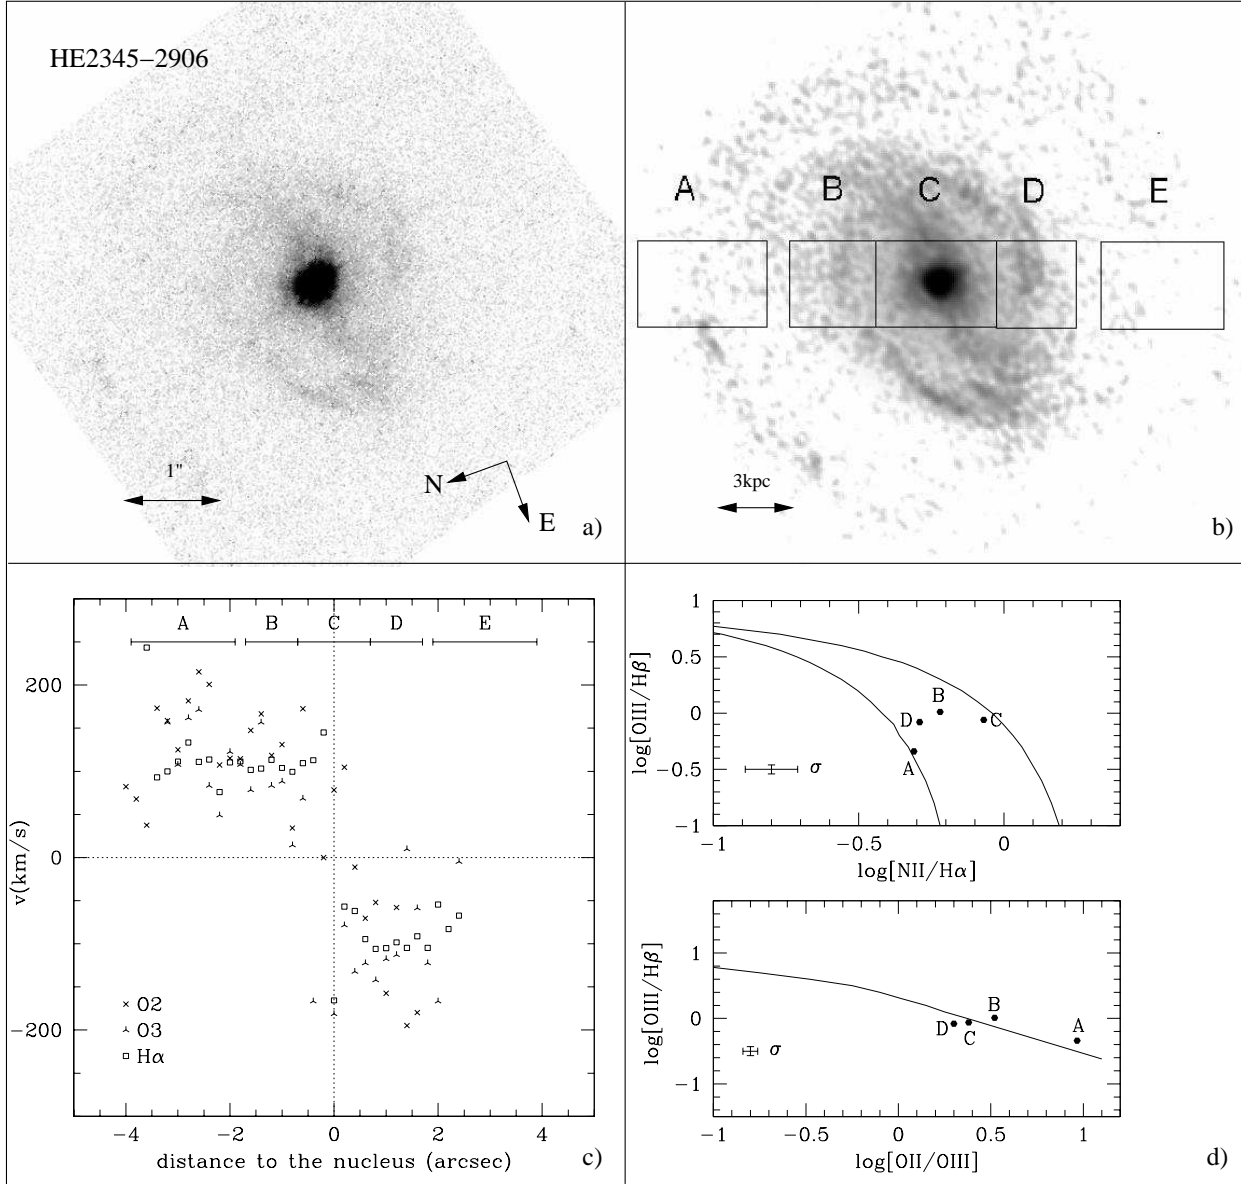 HE2345−2906
1"
N
E
a)
A B C D E
3kpc
b)
A B C D E
200
0
−200
v(km/s)
× O2
⅄ O3
□ Hα
−4 −2 0 2 4
distance to the nucleus (arcsec)
c)
1
0.5
0
−0.5
−1
log[OIII/Hβ]
B
D
C
A
σ
−1 −0.5 0
log[NII/Hα]
1
0
−1
log[OIII/Hβ]
B
D
C
A
σ
−1 −0.5 0 0.5 1
log[OII/OIII]
d)